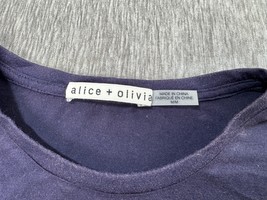 alice + olivia
MADE IN CHINA
FABRIQUÉ EN CHINE
M/M